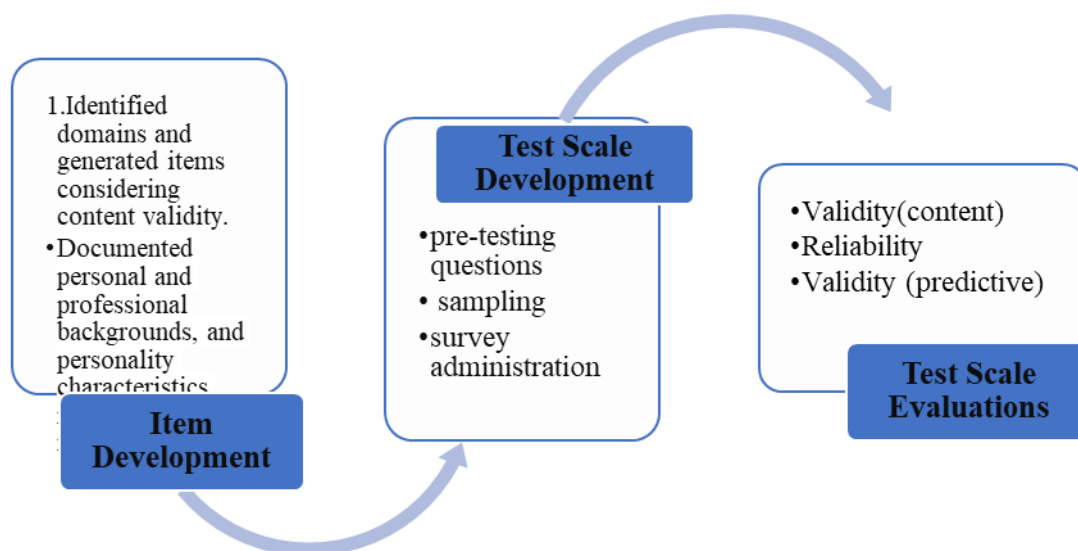 1.Identified
domains and
generated items
considering
content validity.
•Documented
personal and
professional
backgrounds, and
personality
characteristics
Item
Development
Test Scale
Development
•pre-testing
questions
• sampling
•survey
administration
•Validity(content)
•Reliability
•Validity (predictive)
Test Scale
Evaluations